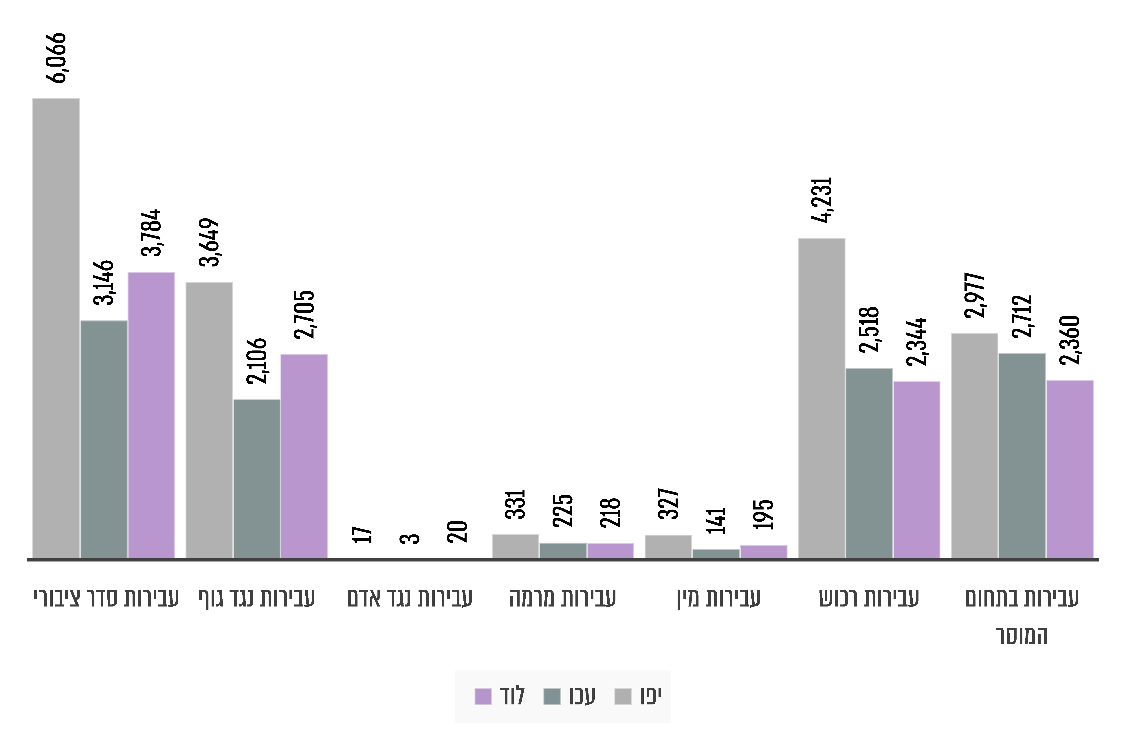 6,066
3,146
3,784
3,649
2,106
2,705
17
3
20
331
225
218
327
141
195
4,231
2,518
2,344
2,977
2,712
2,360
עבירות סדר ציבורי
עבירות נגד גוף
עבירות נגד אדם
עבירות מרמה
עבירות מין
עבירות רכוש
עבירות בתחום
המוסר
יפו
עכו
לוד